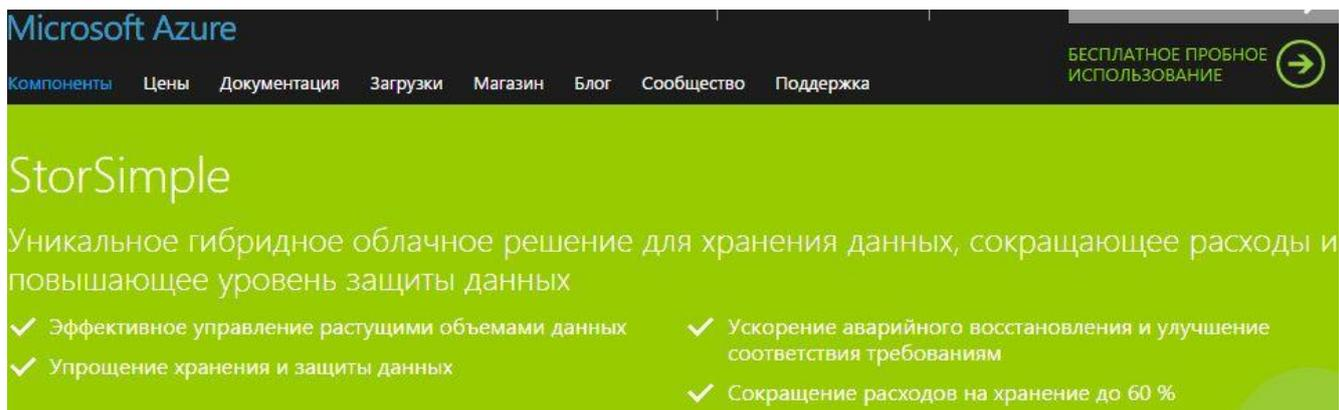 Microsoft Azure
БЕСПЛАТНОЕ ПРОБНОЕ
ИСПОЛЬЗОВАНИЕ
Компоненты Цены Документация Загрузки Магазин Блог Сообщество Поддержка
StorSimple
Уникальное гибридное облачное решение для хранения данных, сокращающее расходы и
повышающее уровень защиты данных
Эффективное управление растущими объемами данных
Упрощение хранения и защиты данных
Ускорение аварийного восстановления и улучшение
соответствия требованиям
Сокращение расходов на хранение до 60 %